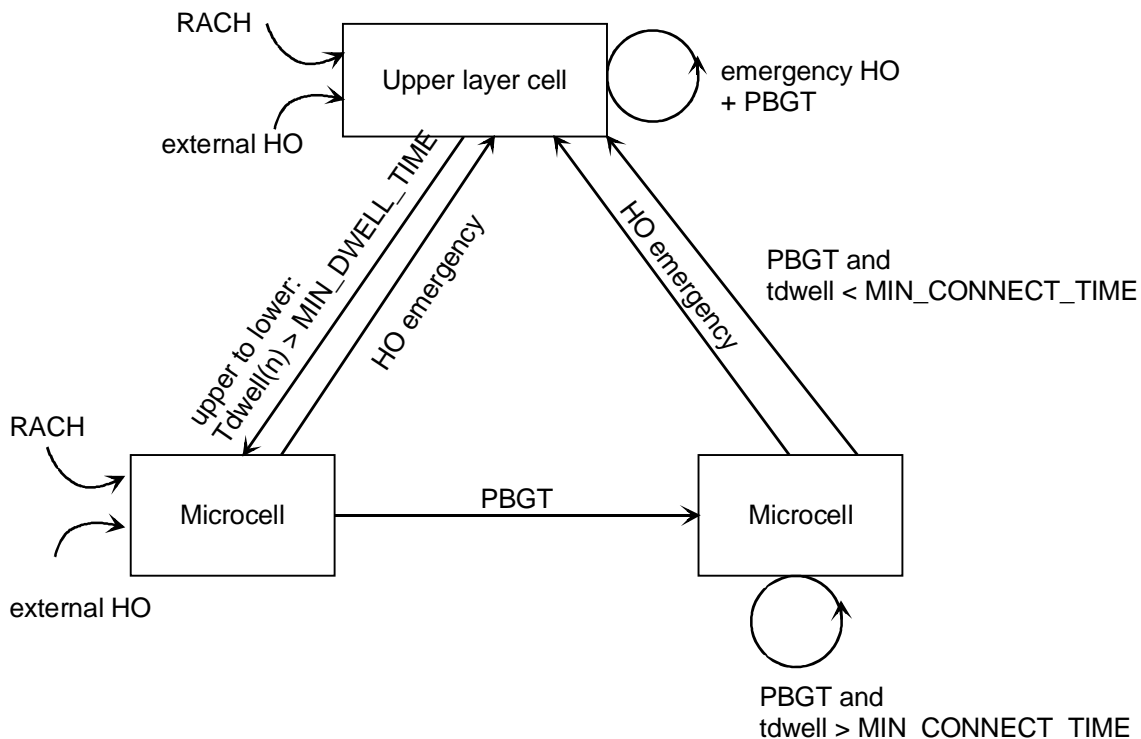 RACH
Upper layer cell
emergency HO
+ PBGT
external HO
upper to lower:
Tdwell(n) > MIN_DWELL_TIME
HO emergency
HO emergency
PBGT and
tdwell < MIN_CONNECT_TIME
RACH
Microcell
PBGT
Microcell
external HO
PBGT and
tdwell > MIN_CONNECT_TIME